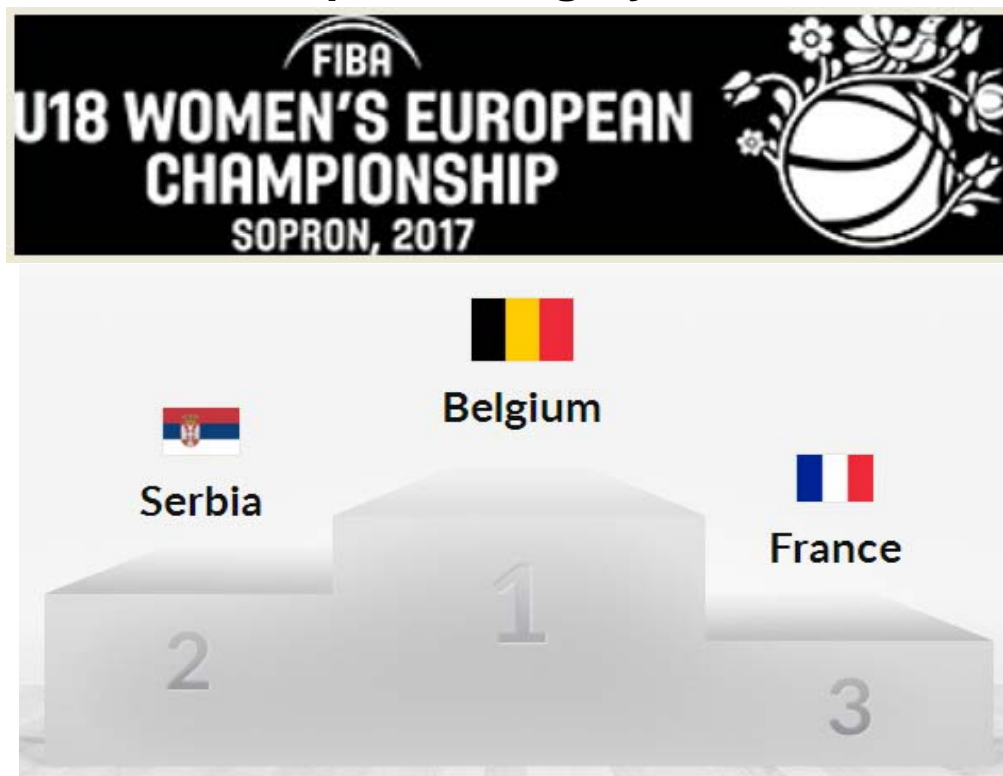 FIBA
U18 WOMEN'S EUROPEAN
CHAMPIONSHIP
SOPRON, 2017
Belgium
Serbia
France
1
2
3